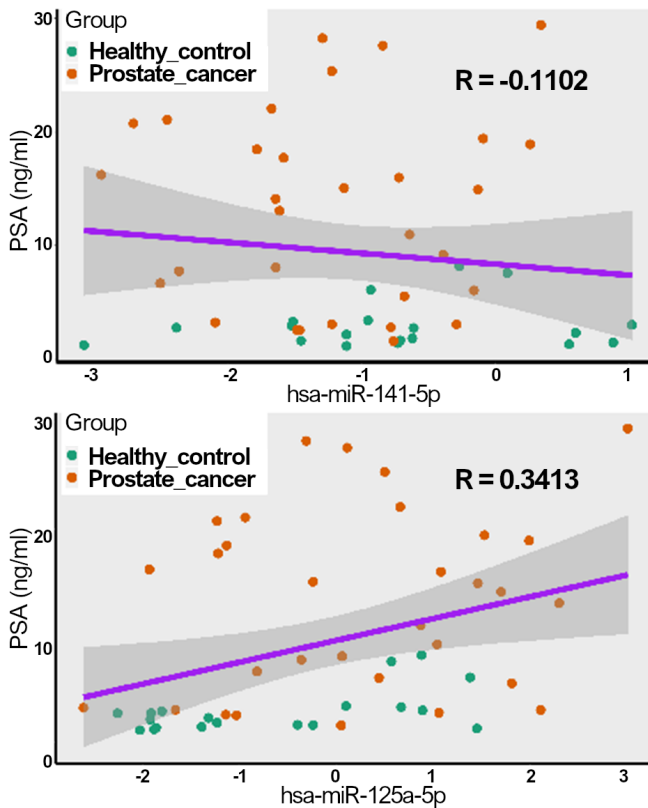 30
Group
Healthy_control
Prostate_cancer
R = -0.1102
20
PSA (ng/ml)
10
0
-3 -2 -1 0 1
hsa-miR-141-5p
30
Group
Healthy_control
Prostate_cancer
R = 0.3413
20
PSA (ng/ml)
10
0
-2 -1 0 1 2 3
hsa-miR-125a-5p